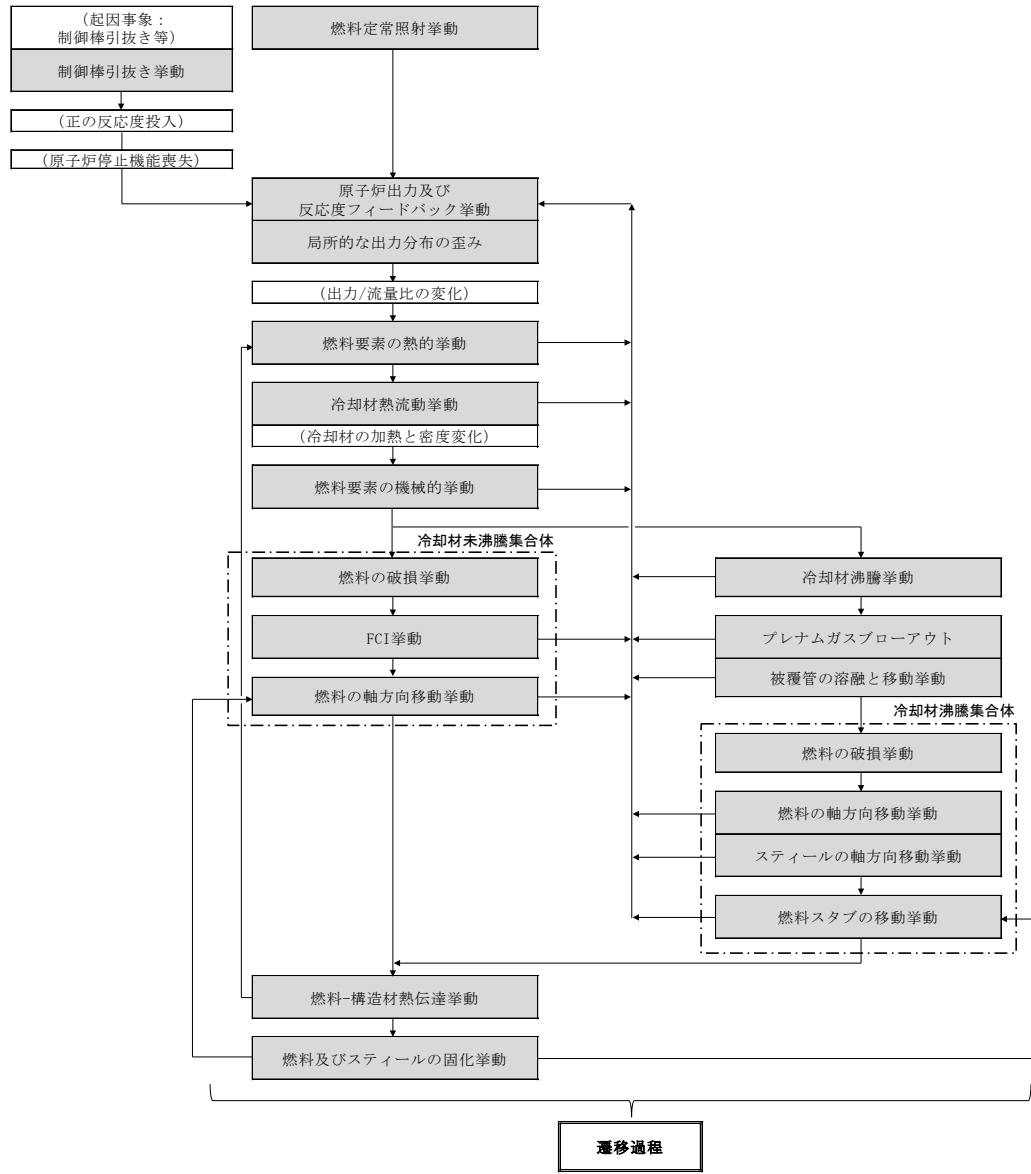 (起因事象：
制御棒引抜き等)
制御棒引抜き挙動
(正の反応度投入)
(原子炉停止機能喪失)
燃料定常照射挙動
原子炉出力及び
反応度フィードバック挙動
局所的な出力分布の歪み
(出力/流量比の変化)
燃料要素の熱的挙動
冷却材熱流動挙動
(冷却材の加熱と密度変化)
燃料要素の機械的挙動
冷却材未沸騰集合体
燃料の破損挙動
FCI挙動
燃料の軸方向移動挙動
冷却材沸騰挙動
プレナムガスブローアウト
被覆管の溶融と移動挙動
冷却材沸騰集合体
燃料の破損挙動
燃料の軸方向移動挙動
スティールの軸方向移動挙動
燃料スタブの移動挙動
燃料-構造材熱伝達挙動
燃料及びスティールの固化挙動
遷移過程